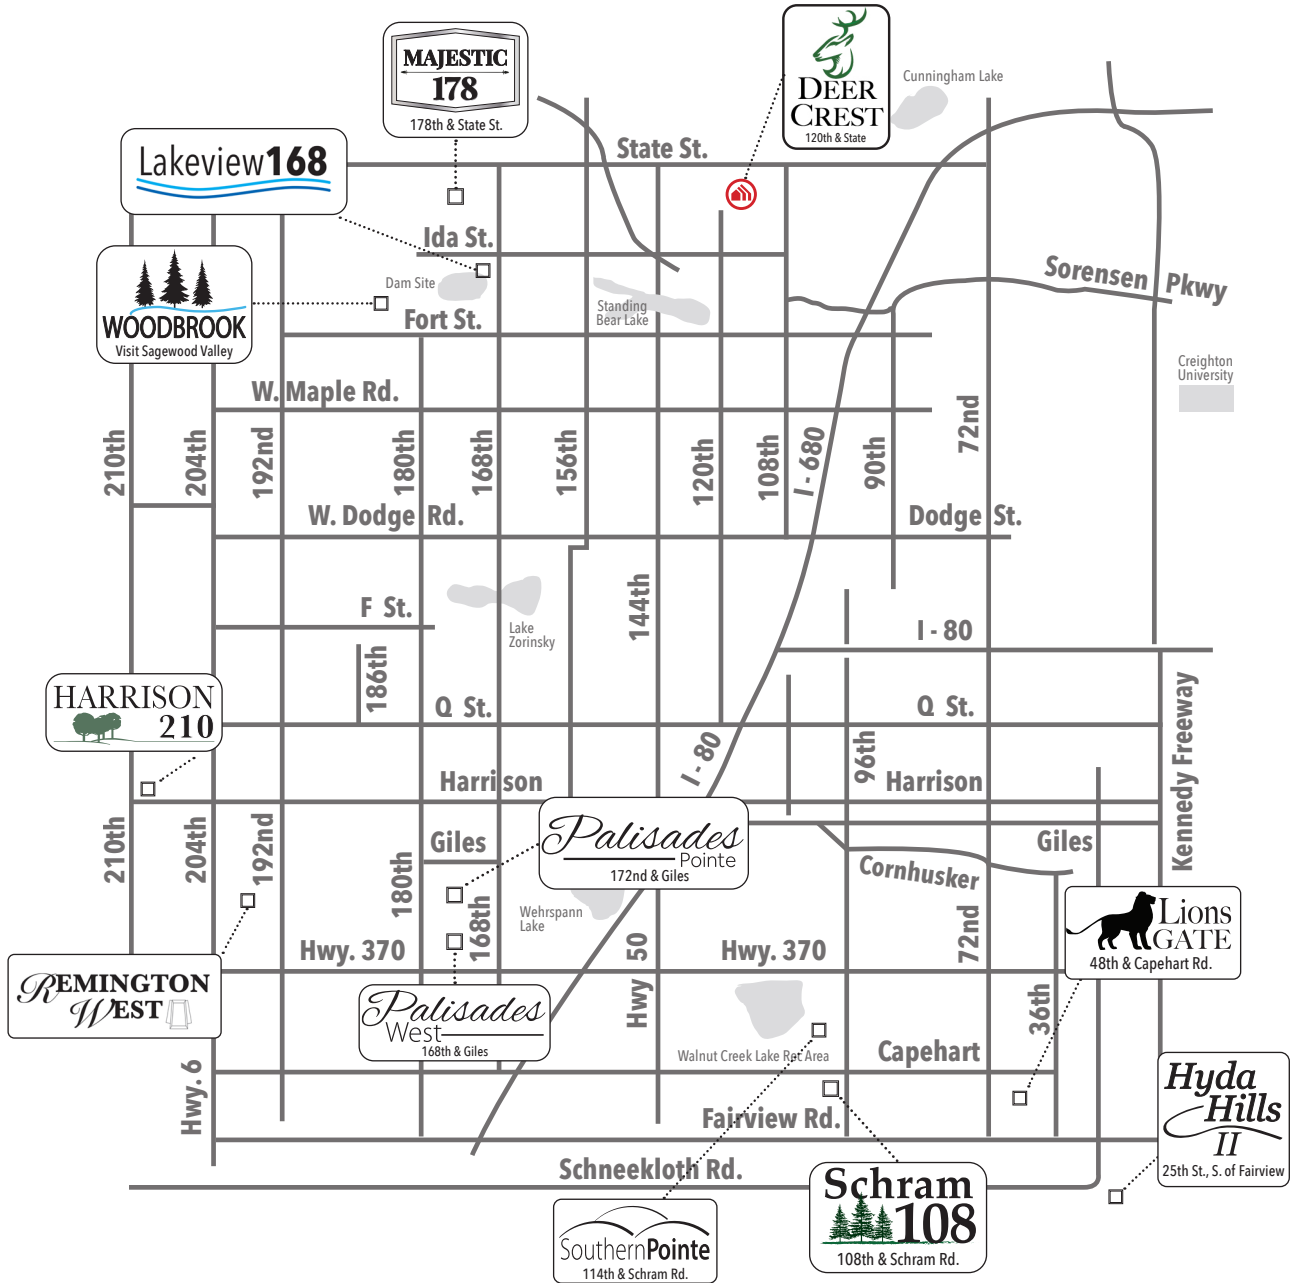 MAJESTIC
178
178th & State St.
DEER
CREST
120th & State
Cunningham Lake
Lakeview168
State St.
Ida St.
Dam Site
Standing
Bear Lake
Sorensen Pkwy
WOODBROOK
Visit Sagewood Valley
Fort St.
Creighton
University
W. Maple Rd.
210th
204th
192nd
180th
168th
156th
120th
108th
I - 680
90th
72nd
W. Dodge Rd.
Dodge St.
F St.
Lake
Zorinsky
144th
I - 80
186th
HARRISON
210
Q St.
Q St.
I - 80
96th
Kennedy Freeway
Harrison
Harrison
210th
204th
192nd
180th
Giles
168th
Palisades
Pointe
172nd & Giles
Giles
Cornhusker
Wehrspann
Lake
Lions
GATE
48th & Capehart Rd.
Hwy. 370
Hwy 50
Hwy. 370
72nd
36th
REMINGTON
WEST
Palisades
West
168th & Giles
Walnut Creek Lake Rec Area
Capehart
Hwy. 6
Fairview Rd.
Hyda
Hills
II
25th St., S. of Fairview
Schneekloth Rd.
Schram
108
108th & Schram Rd.
SouthernPointe
114th & Schram Rd.